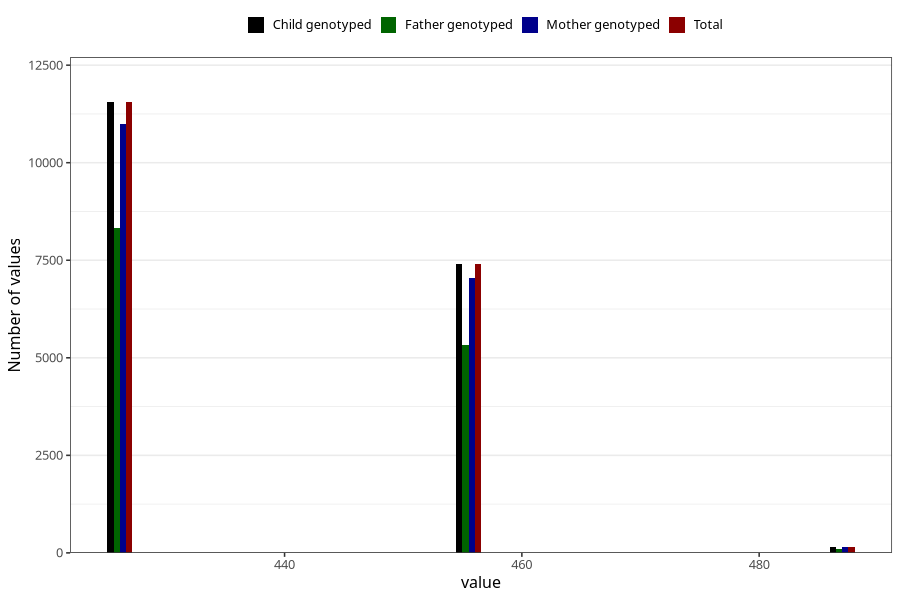 Child genotyped Father genotyped Mother genotyped Total
12500
10000
7500
5000
2500
0
Number of values
440 460 480
value